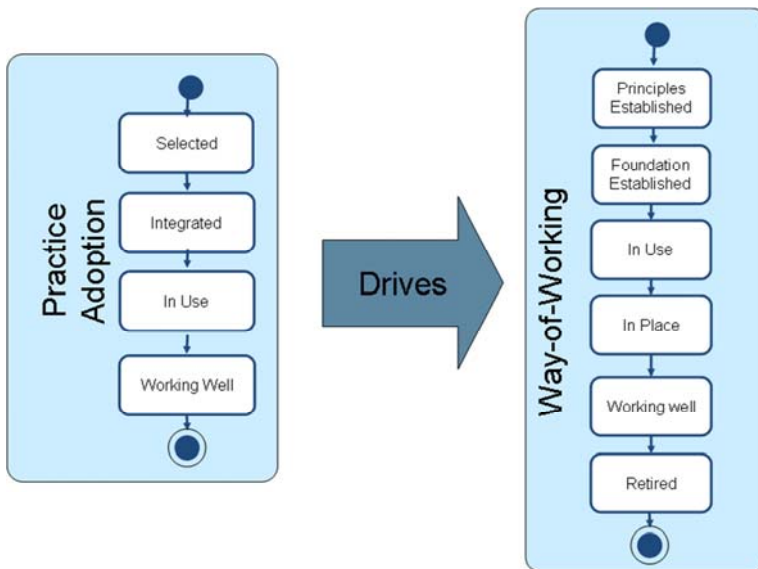 Practice
Adoption
Selected
Integrated
In Use
Working Well
Drives
Way-of-Working
Principles
Established
Foundation
Established
In Use
In Place
Working well
Retired